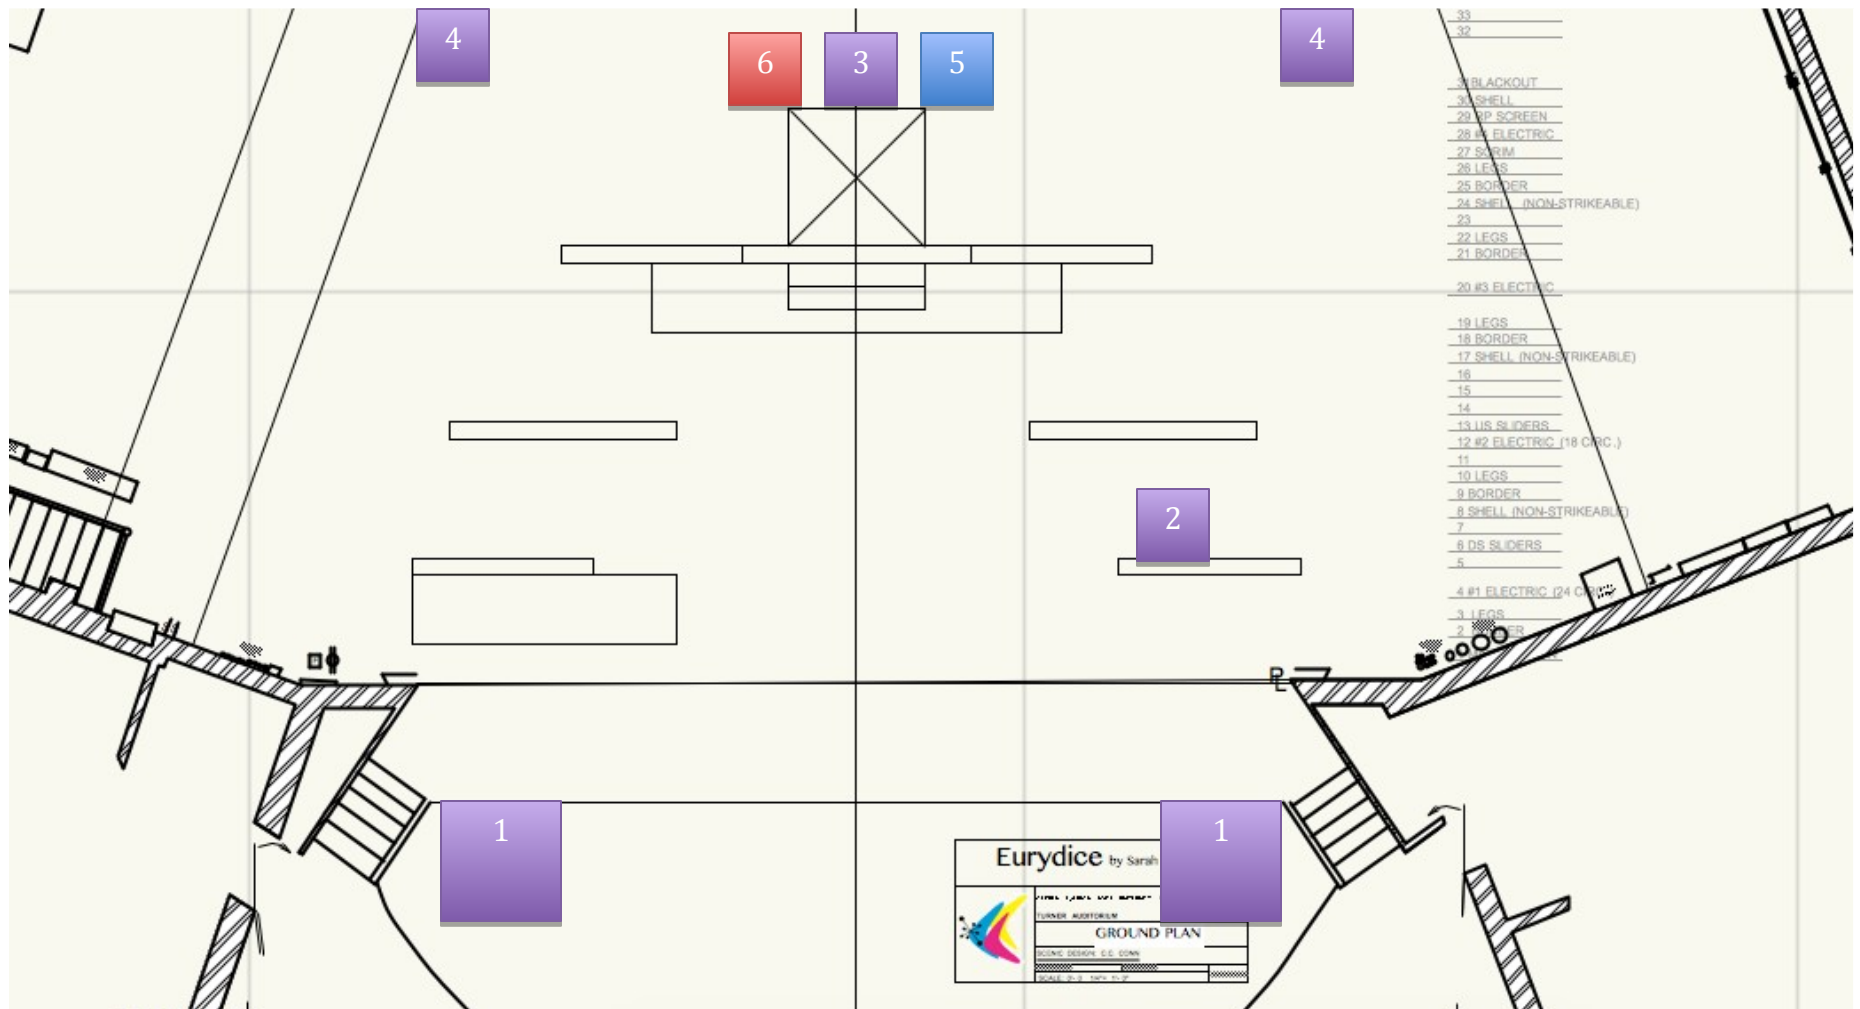 4
4
6
3
5
33
32
31 BLACKOUT
30 SHELL
29 RP SCREEN
28 #4 ELECTRIC
27 SCRIM
26 LEGS
25 BORDER
24 SHELL (NON-STRIKEABLE)
23
22 LEGS
21 BORDER
20 #3 ELECTRIC
19 LEGS
18 BORDER
17 SHELL (NON-STRIKEABLE)
16
15
14
13 US SLIDERS
12 #2 ELECTRIC (18 CIRC.)
11
10 LEGS
9 BORDER
8 SHELL (NON-STRIKEABLE)
7
6 DS SLIDERS
5
4 #1 ELECTRIC (24 CIRC.)
3 LEGS
2
2
PL
1
1
Eurydice by Sarah
TURNER AUDITORIUM
GROUND PLAN
SCENIC DESIGN: C.C. CONN
SCALE: